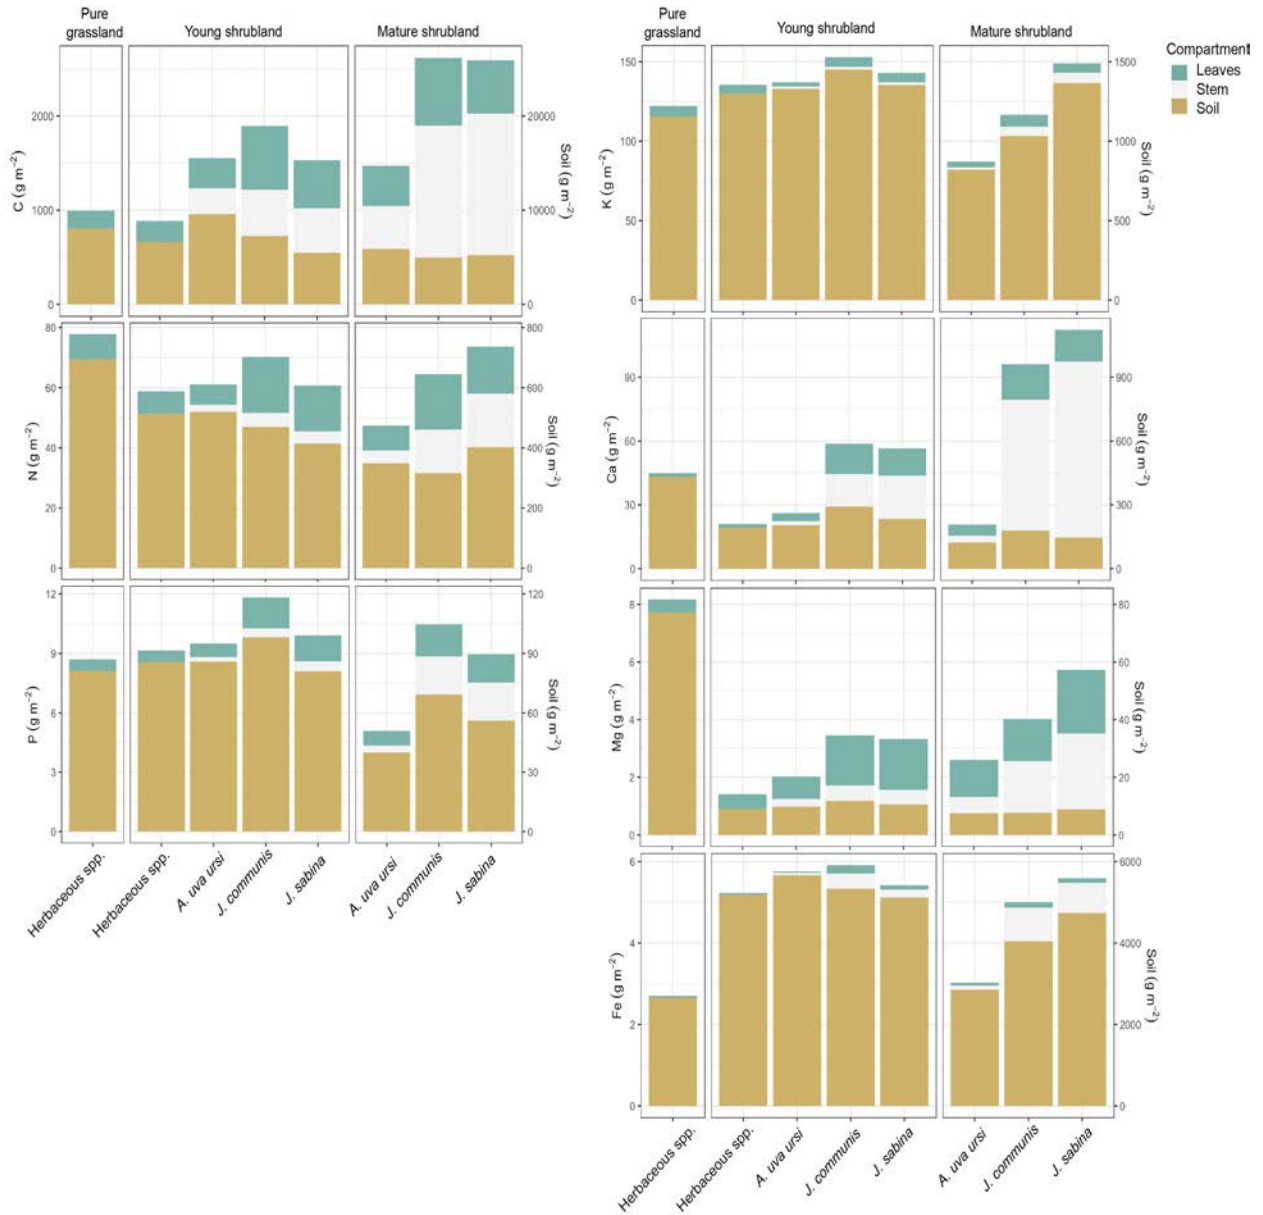 Pure
grassland
Young shrubland
Mature shrubland
2000
1000
0
C (g m⁻²)
20000
10000
0
Soil (g m⁻²)
80
60
40
20
0
N (g m⁻²)
800
600
400
200
0
Soil (g m⁻²)
12
9
6
3
0
P (g m⁻²)
120
90
60
30
0
Soil (g m⁻²)
Herbaceous spp.
Herbaceous spp.
A. uva ursi
J. communis
J. sabina
A. uva ursi
J. communis
J. sabina
Pure
grassland
Young shrubland
Mature shrubland
150
100
50
0
K (g m⁻²)
1500
1000
500
0
Soil (g m⁻²)
90
60
30
0
Ca (g m⁻²)
900
600
300
0
Soil (g m⁻²)
8
6
4
2
0
Mg (g m⁻²)
80
60
40
20
0
Soil (g m⁻²)
6
4
2
0
Fe (g m⁻²)
6000
4000
2000
0
Soil (g m⁻²)
Herbaceous spp.
Herbaceous spp.
A. uva ursi
J. communis
J. sabina
A. uva ursi
J. communis
J. sabina
Compartment
Leaves
Stem
Soil